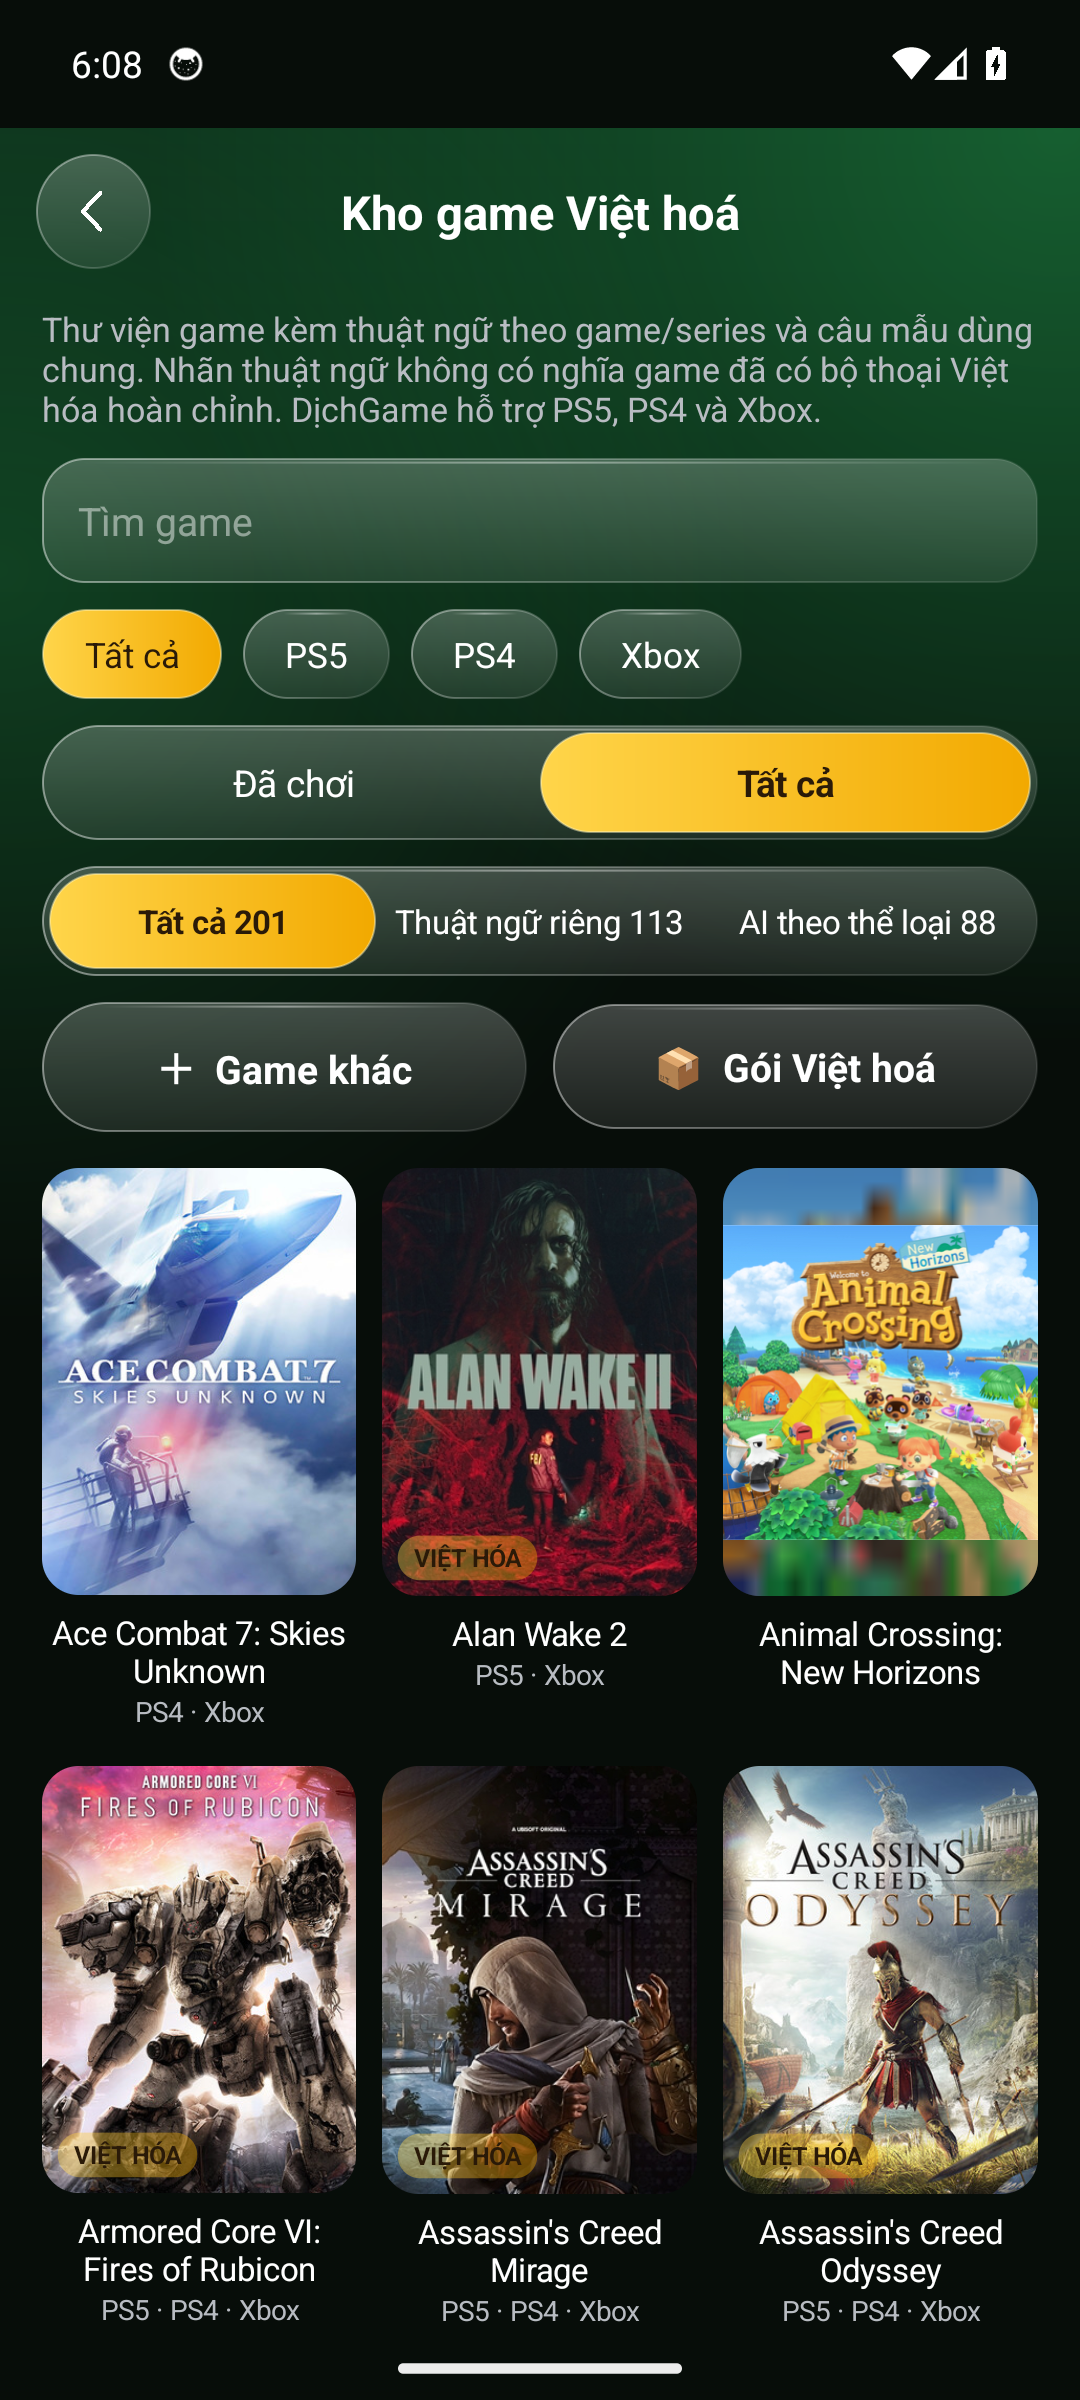 6:08
Kho game Việt hoá
Thư viện game kèm thuật ngữ theo game/series và câu mẫu dùng
chung. Nhãn thuật ngữ không có nghĩa game đã có bộ thoại Việt
hóa hoàn chỉnh. DịchGame hỗ trợ PS5, PS4 và Xbox.
Tìm game
Tất cả
PS5
PS4
Xbox
Đã chơi
Tất cả
Tất cả 201
Thuật ngữ riêng 113
AI theo thể loại 88
+ Game khác
Gói Việt hoá
ACE COMBAT 7
SKIES UNKNOWN
ALAN WAKE II
VIỆT HÓA
New
Horizons
Welcome to
Animal
Crossing
Ace Combat 7: Skies
Unknown
PS4 · Xbox
Alan Wake 2
PS5 · Xbox
Animal Crossing:
New Horizons
ARMORED CORE VI
FIRES OF RUBICON
VIỆT HÓA
A UBISOFT ORIGINAL
ASSASSIN'S
CREED
MIRAGE
VIỆT HÓA
ASSASSIN'S
CREED
ODYSSEY
VIỆT HÓA
Armored Core VI:
Fires of Rubicon
PS5 · PS4 · Xbox
Assassin's Creed
Mirage
PS5 · PS4 · Xbox
Assassin's Creed
Odyssey
PS5 · PS4 · Xbox